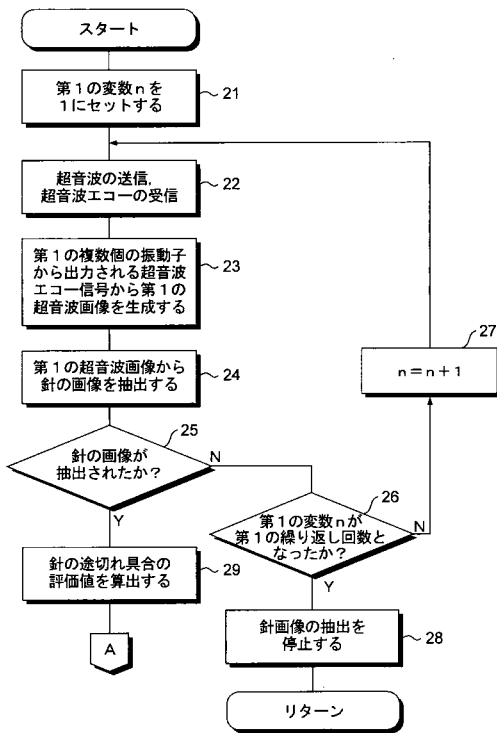 スタート
第1の変数nを
1にセットする
21
超音波の送信,
超音波エコーの受信
22
第1の複数個の振動子
から出力される超音波
エコー信号から第1の
超音波画像を生成する
23
第1の超音波画像から
針の画像を抽出する
24
27
n=n+1
針の画像が
抽出されたか?
25
N
Y
第1の変数nが
第1の繰り返し回数と
なったか?
26
N
Y
針の途切れ具合の
評価値を算出する
29
針画像の抽出を
停止する
28
A
リターン